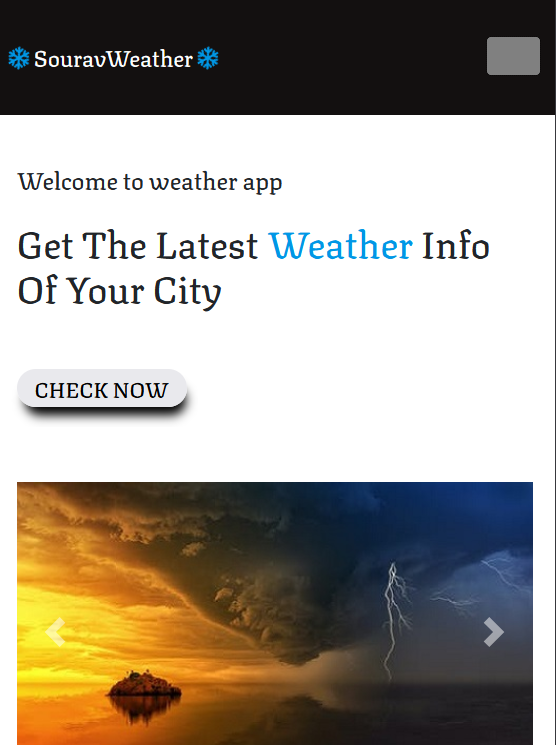 ❄SouravWeather❄
Welcome to weather app
Get The Latest Weather Info
Of Your City
CHECK NOW